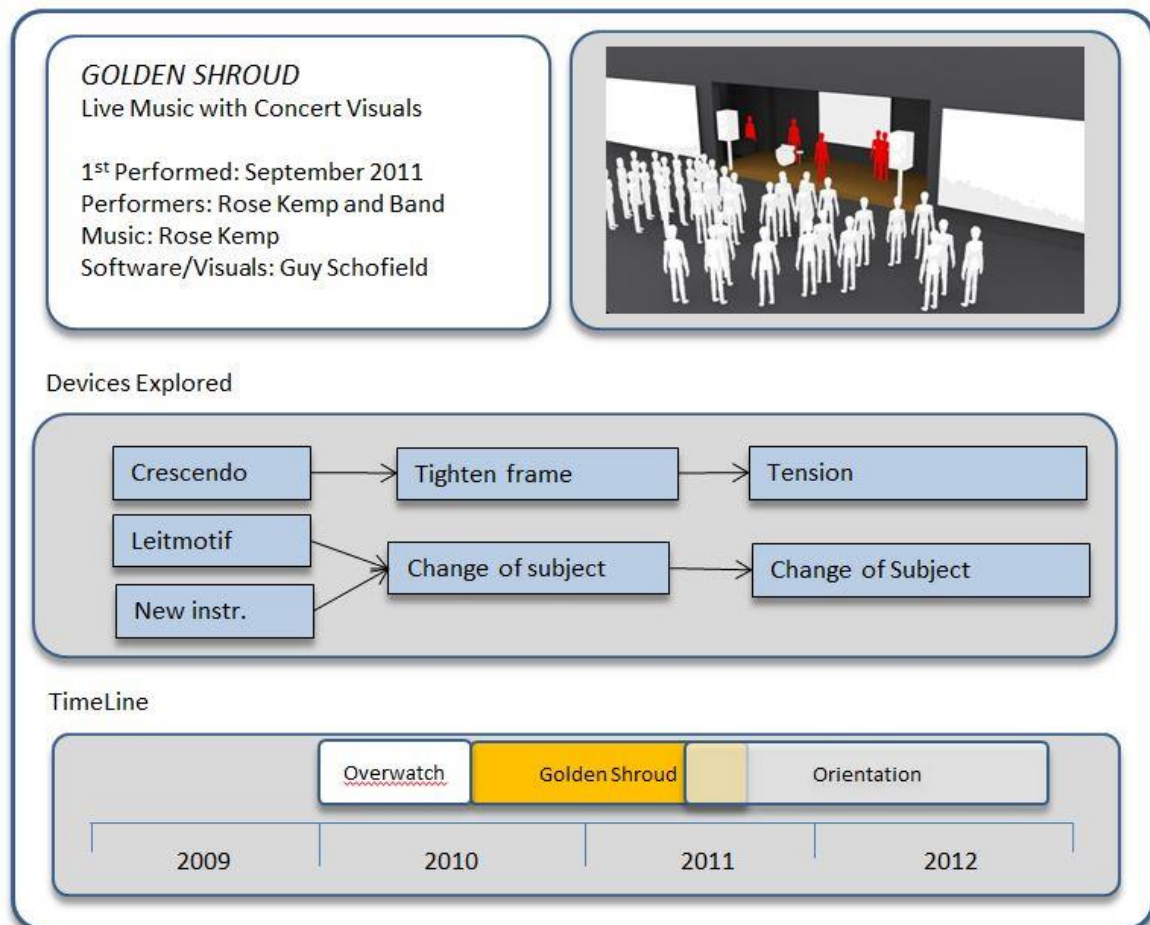 GOLDEN SHROUD
Live Music with Concert Visuals
1st Performed: September 2011
Performers: Rose Kemp and Band
Music: Rose Kemp
Software/Visuals: Guy Schofield
Devices Explored
Crescendo
Tighten frame
Tension
Leitmotif
Change of subject
Change of Subject
New instr.
TimeLine
Overwatch
Golden Shroud
Orientation
2009
2010
2011
2012